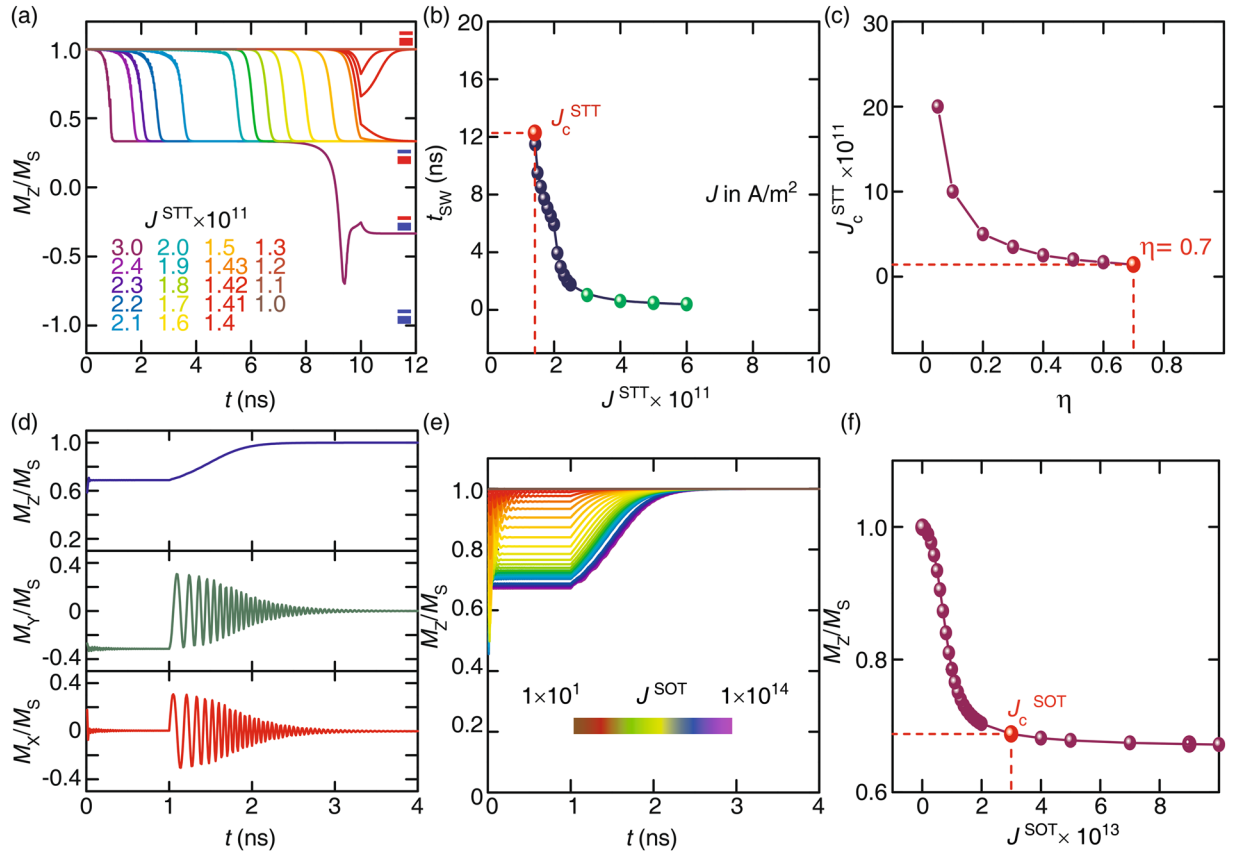 (a)
1.0
0.5
0.0
-0.5
-1.0
M_Z/M_S
J^STT×10^11
3.0 2.0 1.5 1.3
2.4 1.9 1.43 1.2
2.3 1.8 1.42 1.1
2.2 1.7 1.41 1.0
2.1 1.6 1.4
0 2 4 6 8 10 12
t (ns)
(b)
20
16
12
8
4
0
t_SW (ns)
J_c^STT
J in A/m²
0 2 4 6 8 10
J^STT× 10^11
(c)
30
20
10
0
J_c^STT ×10^11
η= 0.7
0 0.2 0.4 0.6 0.8
η
(d)
1.0
0.6
0.2
M_Z/M_S
0.4
0
-0.4
M_Y/M_S
0.4
0
-0.4
M_X/M_S
0 1 2 3 4
t (ns)
(e)
1.0
0.8
0.6
0.4
0.2
0
M_Z/M_S
1×10^1 J^SOT 1×10^14
0 1 2 3 4
t (ns)
(f)
1.0
0.8
0.6
M_Z/M_S
J_c^SOT
0 2 4 6 8
J^SOT× 10^13